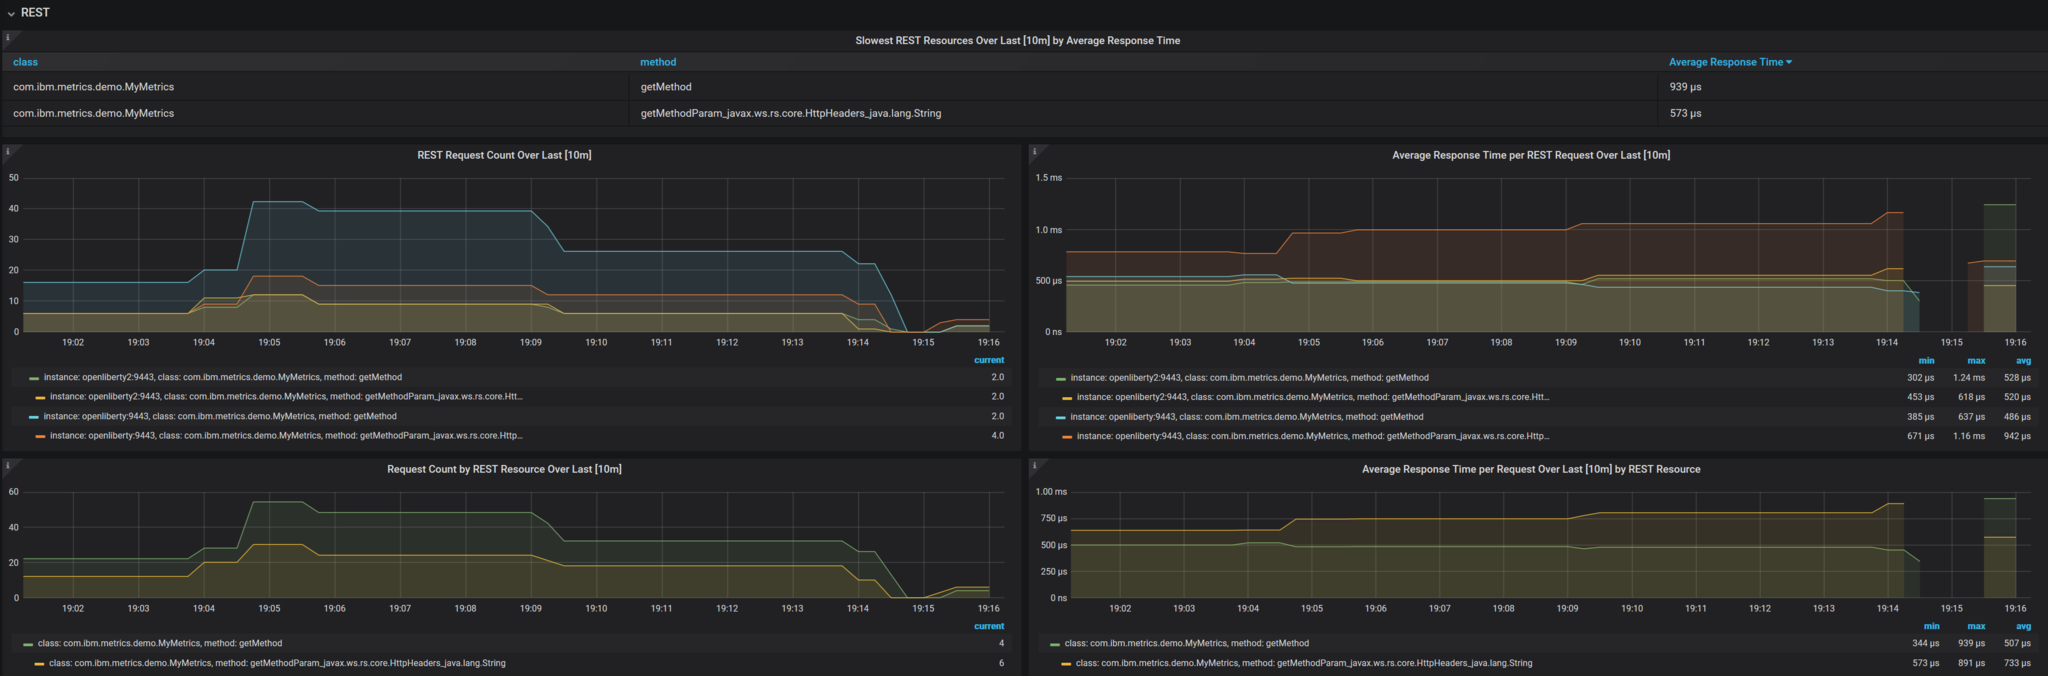 REST
Slowest REST Resources Over Last [10m] by Average Response Time
class method Average Response Time
com.ibm.metrics.demo.MyMetrics getMethod 939 µs
com.ibm.metrics.demo.MyMetrics getMethodParam_javax.ws.rs.core.HttpHeaders_java.lang.String 573 µs
REST Request Count Over Last [10m]
50
40
30
20
10
0
19:02 19:03 19:04 19:05 19:06 19:07 19:08 19:09 19:10 19:11 19:12 19:13 19:14 19:15 19:16
current
instance: openliberty2:9443, class: com.ibm.metrics.demo.MyMetrics, method: getMethod 2.0
instance: openliberty2:9443, class: com.ibm.metrics.demo.MyMetrics, method: getMethodParam_javax.ws.rs.core.Htt... 2.0
instance: openliberty:9443, class: com.ibm.metrics.demo.MyMetrics, method: getMethod 2.0
instance: openliberty:9443, class: com.ibm.metrics.demo.MyMetrics, method: getMethodParam_javax.ws.rs.core.Http... 4.0
Average Response Time per REST Request Over Last [10m]
1.5 ms
1.0 ms
500 µs
0 ns
19:02 19:03 19:04 19:05 19:06 19:07 19:08 19:09 19:10 19:11 19:12 19:13 19:14 19:15 19:16
min max avg
instance: openliberty2:9443, class: com.ibm.metrics.demo.MyMetrics, method: getMethod 302 µs 1.24 ms 528 µs
instance: openliberty2:9443, class: com.ibm.metrics.demo.MyMetrics, method: getMethodParam_javax.ws.rs.core.Htt... 453 µs 618 µs 520 µs
instance: openliberty:9443, class: com.ibm.metrics.demo.MyMetrics, method: getMethod 385 µs 637 µs 486 µs
instance: openliberty:9443, class: com.ibm.metrics.demo.MyMetrics, method: getMethodParam_javax.ws.rs.core.Http... 671 µs 1.16 ms 942 µs
Request Count by REST Resource Over Last [10m]
60
40
20
0
19:02 19:03 19:04 19:05 19:06 19:07 19:08 19:09 19:10 19:11 19:12 19:13 19:14 19:15 19:16
current
class: com.ibm.metrics.demo.MyMetrics, method: getMethod 4
class: com.ibm.metrics.demo.MyMetrics, method: getMethodParam_javax.ws.rs.core.HttpHeaders_java.lang.String 6
Average Response Time per Request Over Last [10m] by REST Resource
1.00 ms
750 µs
500 µs
250 µs
0 ns
19:02 19:03 19:04 19:05 19:06 19:07 19:08 19:09 19:10 19:11 19:12 19:13 19:14 19:15 19:16
min max avg
class: com.ibm.metrics.demo.MyMetrics, method: getMethod 344 µs 939 µs 507 µs
class: com.ibm.metrics.demo.MyMetrics, method: getMethodParam_javax.ws.rs.core.HttpHeaders_java.lang.String 573 µs 891 µs 733 µs